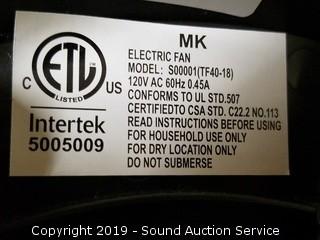 MK
ELECTRIC FAN
MODEL: S00001(TF40-18)
120V AC 60Hz 0.45A
CONFORMS TO UL STD.507
CERTIFIEDTO CSA STD. C22.2 NO.113
READ INSTRUCTIONS BEFORE USING
FOR HOUSEHOLD USE ONLY
FOR DRY LOCATION ONLY
DO NOT SUBMERSE
ETL
C US
LISTED
Intertek
5005009
Copyright 2019 - Sound Auction Service